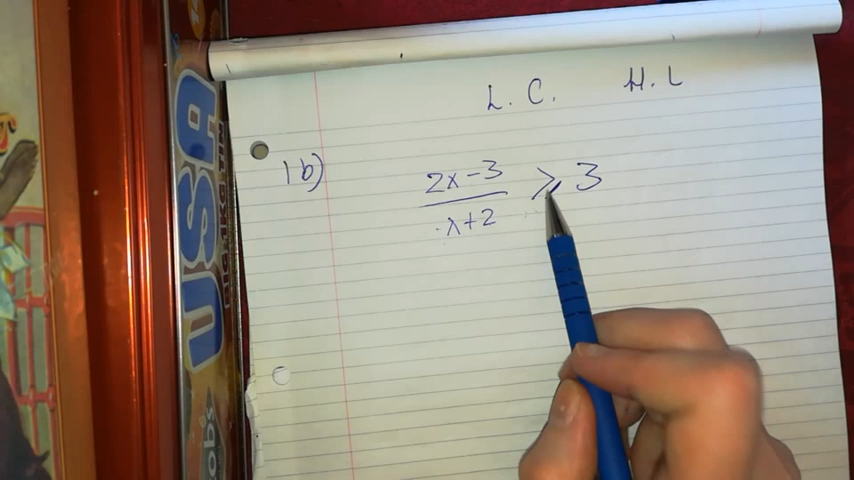 L.C. H.L
1b) 2x-3 ≥ 3
x+2
USA